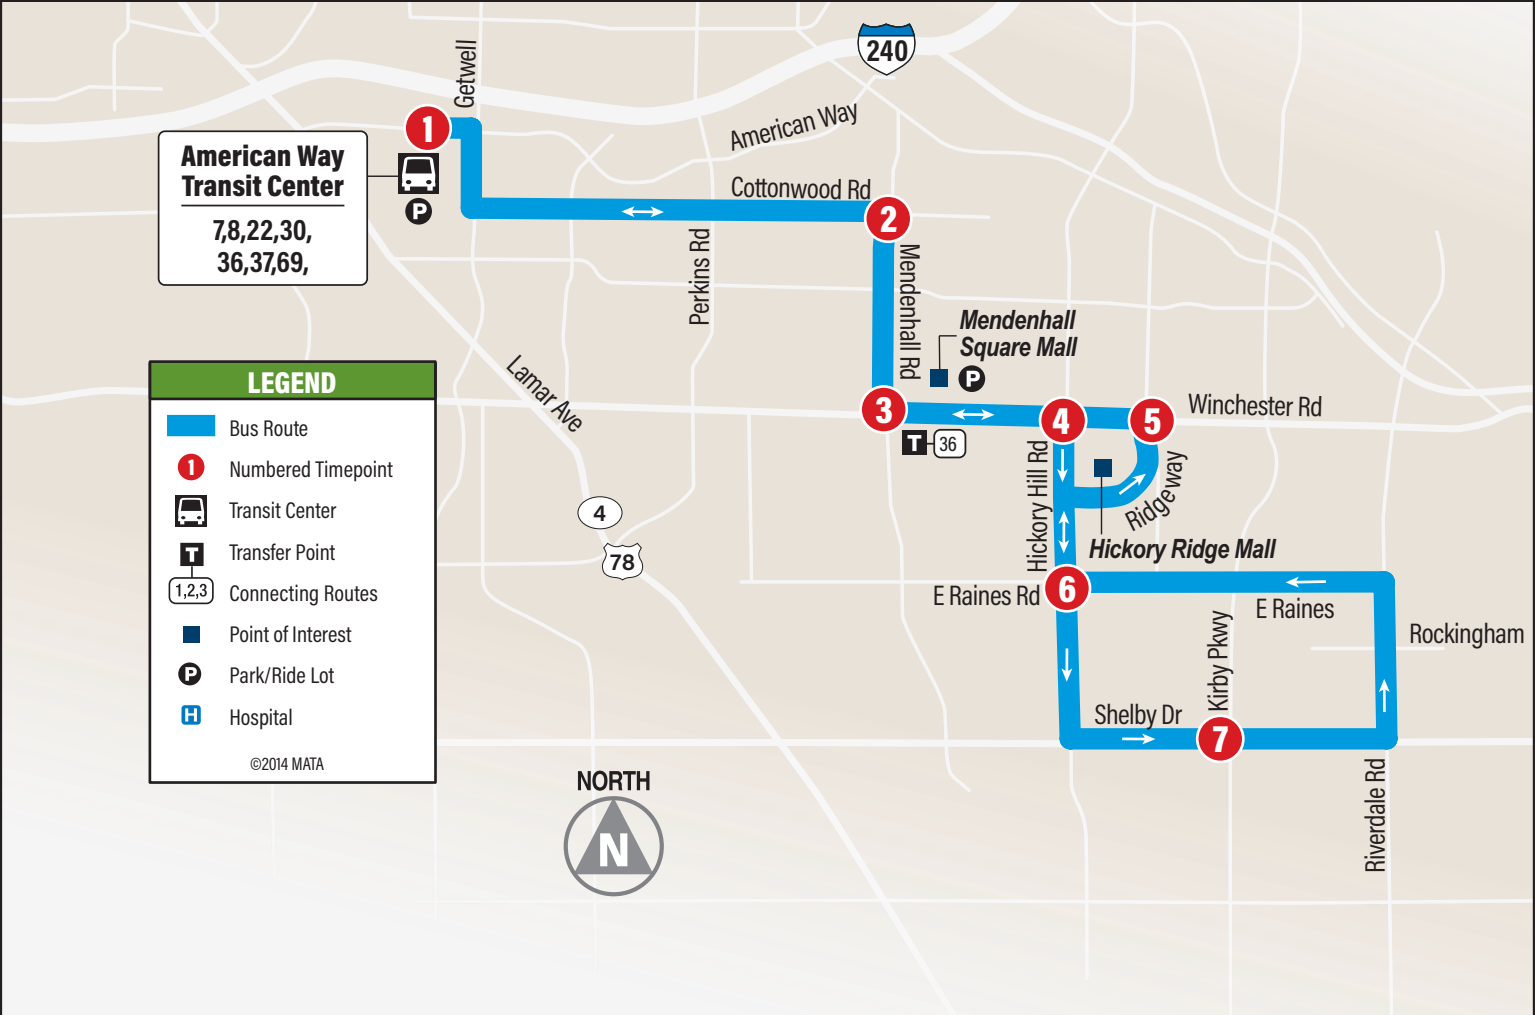 240
Getwell
1
American Way
Transit Center
7,8,22,30,
36,37,69,
P
American Way
Cottonwood Rd
2
Perkins Rd
Mendenhall Rd
Mendenhall
Square Mall
P
Lamar Ave
3
4
5
Winchester Rd
T
36
Hickory Hill Rd
Ridgeway
Hickory Ridge Mall
4
78
E Raines Rd
6
E Raines
Rockingham
Kirby Pkwy
Shelby Dr
7
Riverdale Rd
LEGEND
Bus Route
1
Numbered Timepoint
Transit Center
T
Transfer Point
1,2,3
Connecting Routes
Point of Interest
P
Park/Ride Lot
H
Hospital
©2014 MATA
NORTH
N